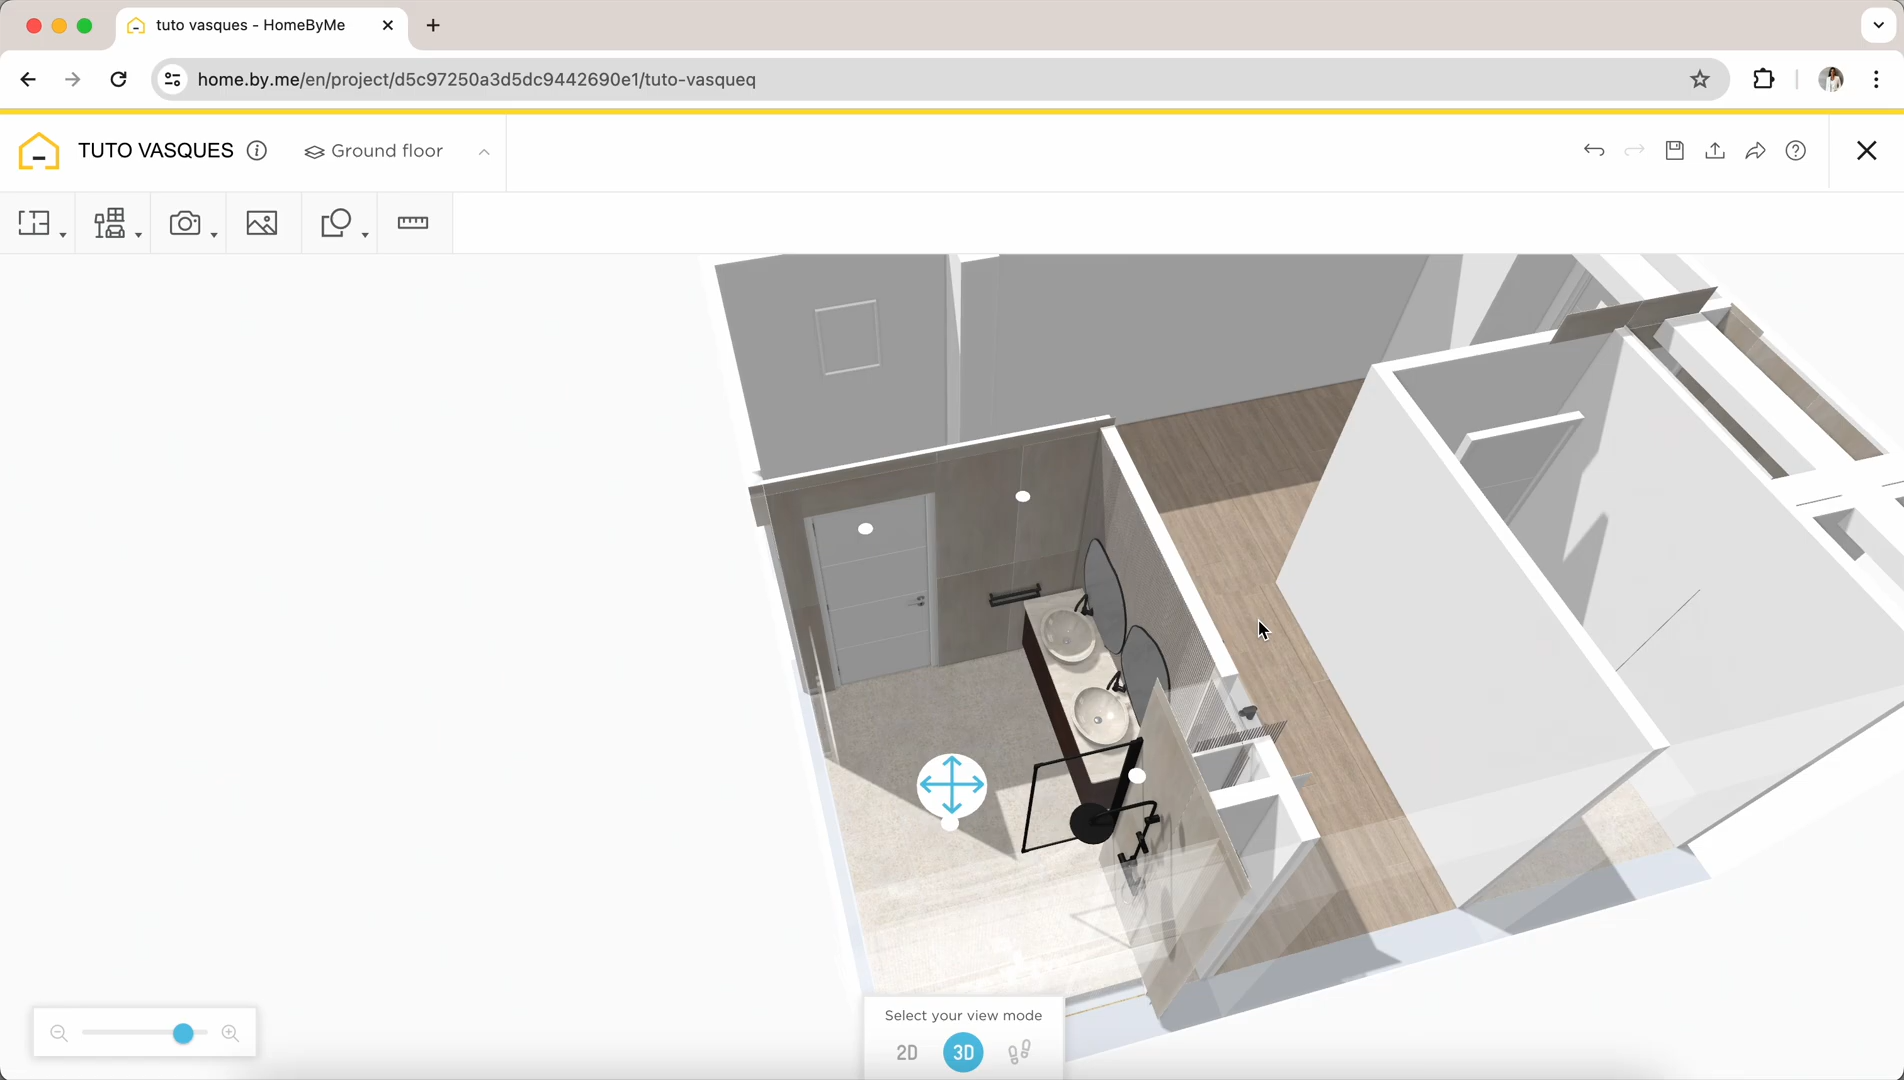 tuto vasques - HomeByMe
home.by.me/en/project/d5c97250a3d5dc9442690e1/tuto-vasqueq
TUTO VASQUES
Ground floor
Select your view mode
2D
3D